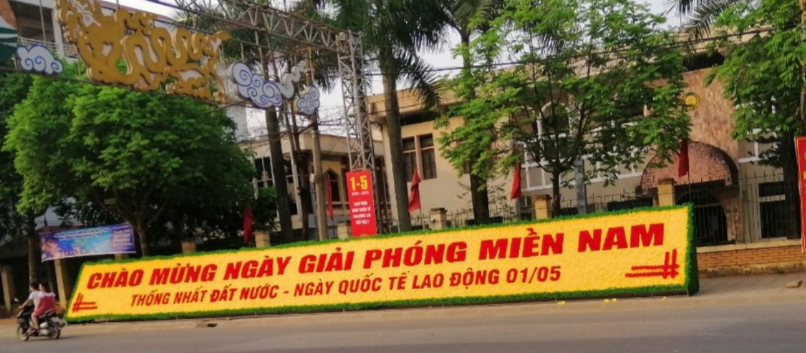 CHÀO MỪNG NGÀY GIẢI PHÓNG MIỀN NAM
THỐNG NHẤT ĐẤT NƯỚC - NGÀY QUỐC TẾ LAO ĐỘNG 01/05
1-5